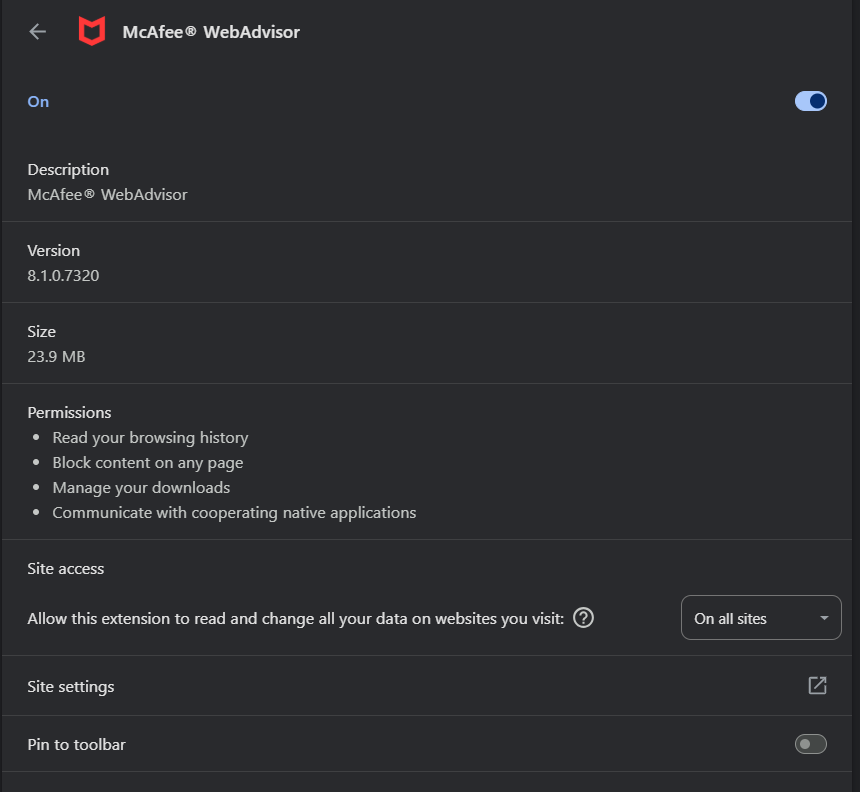 McAfee® WebAdvisor
On
Description
McAfee® WebAdvisor
Version
8.1.0.7320
Size
23.9 MB
Permissions
• Read your browsing history
• Block content on any page
• Manage your downloads
• Communicate with cooperating native applications
Site access
Allow this extension to read and change all your data on websites you visit: ? On all sites
Site settings
Pin to toolbar